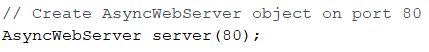 // Create AsyncWebServer object on port 80
AsyncWebServer server(80);